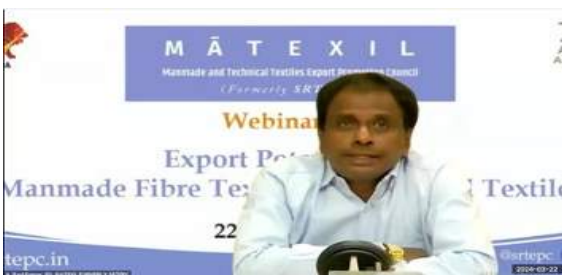 MĀTEXIL
Manmade and Technical Textiles Export Promotion Council
(Formerly SRT
Webina
Export Pot
Manmade Fibre Tex Textile
22
tepc.in @srtepc
2024-03-22